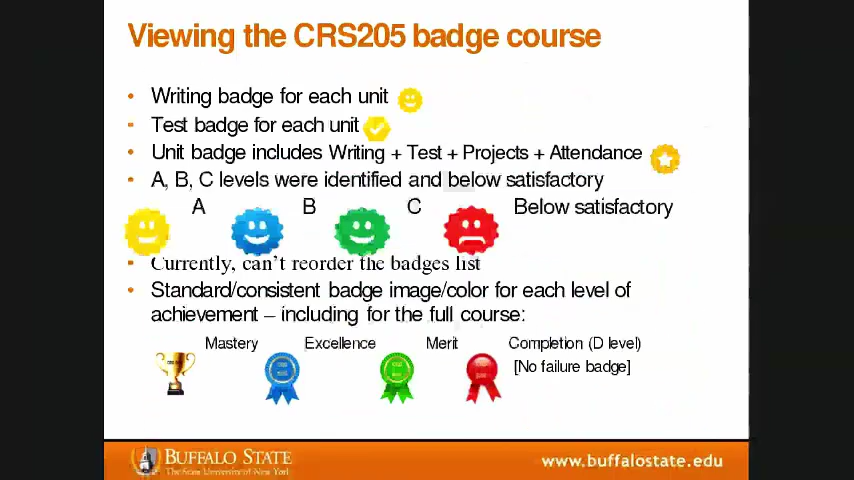 Viewing the CRS205 badge course
• Writing badge for each unit
• Test badge for each unit
• Unit badge includes Writing + Test + Projects + Attendance
• A, B, C levels were identified and below satisfactory
A B C Below satisfactory
• Currently, can't reorder the badges list
• Standard/consistent badge image/color for each level of
achievement – including for the full course:
Mastery Excellence Merit Completion (D level)
[No failure badge]
BUFFALO STATE
The State University of New York
www.buffalostate.edu